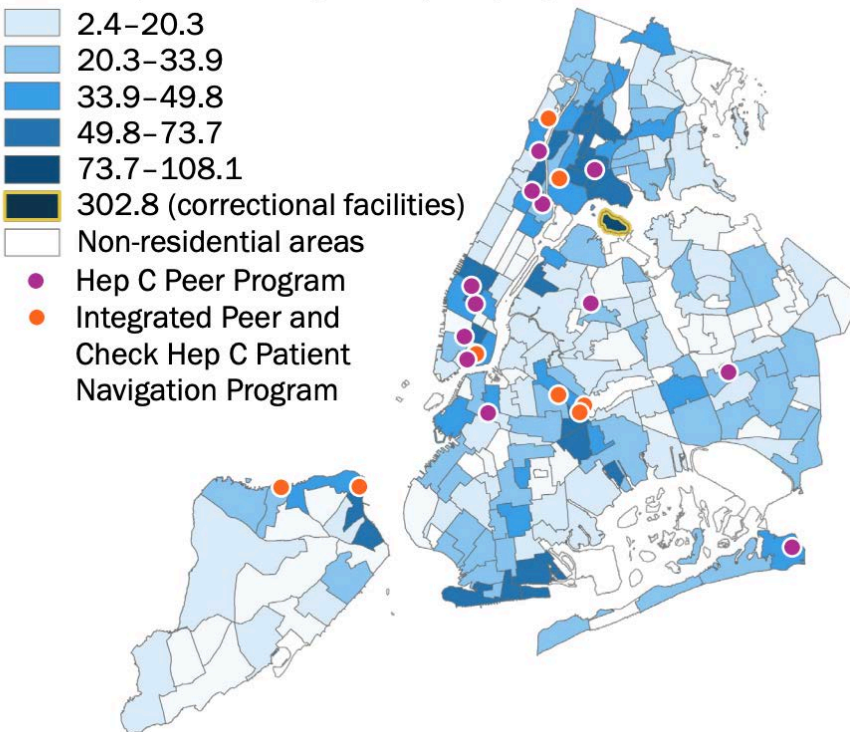 2.4–20.3
20.3–33.9
33.9–49.8
49.8–73.7
73.7–108.1
302.8 (correctional facilities)
Non-residential areas
Hep C Peer Program
Integrated Peer and
Check Hep C Patient
Navigation Program